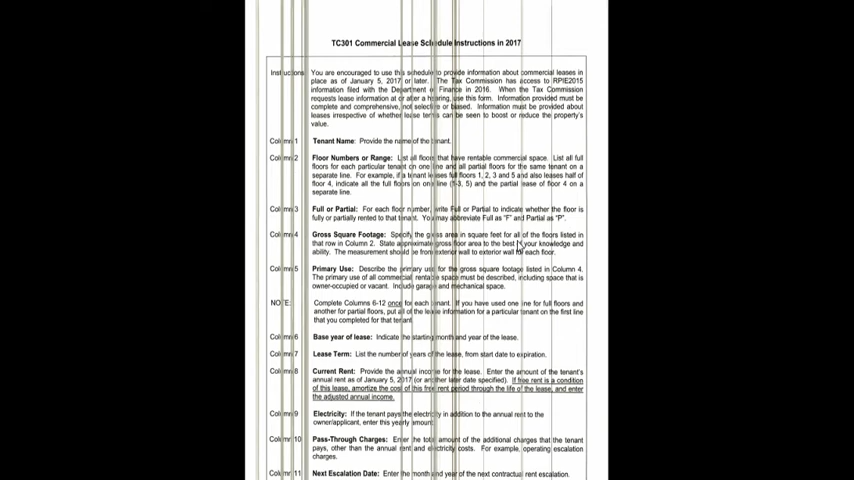 TC301 Commercial Lease Schedule Instructions in 2017
Instructions You are encouraged to use this schedule to provide information about commercial leases in
place as of January 5, 2017 or later. The Tax Commission has access to RPIE2015
information filed with the Department of Finance in 2016. When the Tax Commission
requests lease information at or after a hearing, use this form. Information provided must be
complete and comprehensive, not selective or biased. Information must be provided about
leases irrespective of whether lease terms can be seen to boost or reduce the property's
value.
Column 1 Tenant Name: Provide the name of the tenant.
Column 2 Floor Numbers or Range: List all floors that have rentable commercial space. List all full
floors for each particular tenant on one line and all partial floors for the same tenant on a
separate line. For example, if a tenant leases full floors 1, 2, 3 and 5 and also leases half of
floor 4, indicate all the full floors on one line (1-3, 5) and the partial lease of floor 4 on a
separate line.
Column 3 Full or Partial: For each floor number, write Full or Partial to indicate whether the floor is
fully or partially rented to that tenant. You may abbreviate Full as "F" and Partial as "P".
Column 4 Gross Square Footage: Specify the gross area in square feet for all of the floors listed in
that row in Column 2. State approximate gross floor area to the best of your knowledge and
ability. The measurement should be from exterior wall to exterior wall for each floor.
Column 5 Primary Use: Describe the primary use for the gross square footage listed in Column 4.
The primary use of all commercial rentable space must be described, including space that is
owner-occupied or vacant. Include garage and mechanical space.
NOTE: Complete Columns 6-12 once for each tenant. If you have used one line for full floors and
another for partial floors, put all of the lease information for a particular tenant on the first line
that you completed for that tenant.
Column 6 Base year of lease: Indicate the starting month and year of the lease.
Column 7 Lease Term: List the number of years of the lease, from start date to expiration.
Column 8 Current Rent: Provide the annual income for the lease. Enter the amount of the tenant's
annual rent as of January 5, 2017 (or another later date specified). If free rent is a condition
of this lease, amortize the cost of this free rent period through the life of the lease, and enter
the adjusted annual income.
Column 9 Electricity: If the tenant pays the electricity in addition to the annual rent to the
owner/applicant, enter this yearly amount.
Column 10 Pass-Through Charges: Enter the total amount of the additional charges that the tenant
pays, other than the annual rent and electricity costs. For example, operating escalation
charges.
Column 11 Next Escalation Date: Enter the month and year of the next contractual rent escalation.